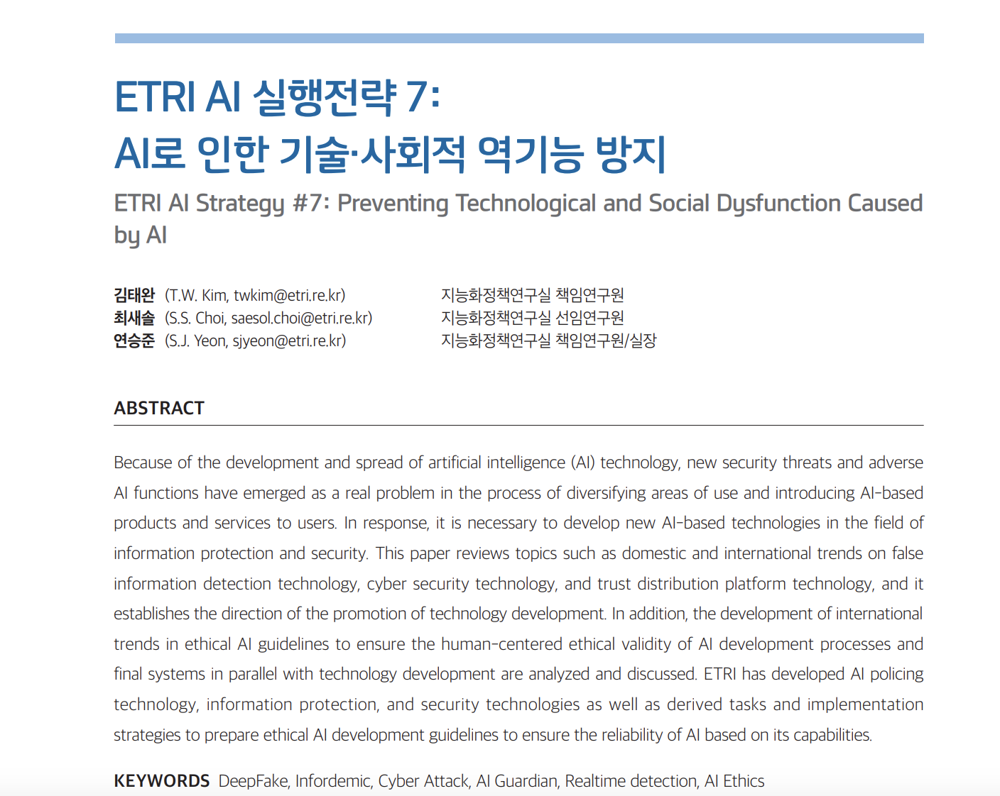 ETRI AI 실행전략 7:
AI로 인한 기술·사회적 역기능 방지
ETRI AI Strategy #7: Preventing Technological and Social Dysfunction Caused
by AI
김태완 (T.W. Kim, twkim@etri.re.kr) 지능화정책연구실 책임연구원
최새솔 (S.S. Choi, saesol.choi@etri.re.kr) 지능화정책연구실 선임연구원
연승준 (S.J. Yeon, sjyeon@etri.re.kr) 지능화정책연구실 책임연구원/실장
ABSTRACT
Because of the development and spread of artificial intelligence (AI) technology, new security threats and adverse
AI functions have emerged as a real problem in the process of diversifying areas of use and introducing AI-based
products and services to users. In response, it is necessary to develop new AI-based technologies in the field of
information protection and security. This paper reviews topics such as domestic and international trends on false
information detection technology, cyber security technology, and trust distribution platform technology, and it
establishes the direction of the promotion of technology development. In addition, the development of international
trends in ethical AI guidelines to ensure the human-centered ethical validity of AI development processes and
final systems in parallel with technology development are analyzed and discussed. ETRI has developed AI policing
technology, information protection, and security technologies as well as derived tasks and implementation
strategies to prepare ethical AI development guidelines to ensure the reliability of AI based on its capabilities.
KEYWORDS DeepFake, Infordemic, Cyber Attack, AI Guardian, Realtime detection, AI Ethics